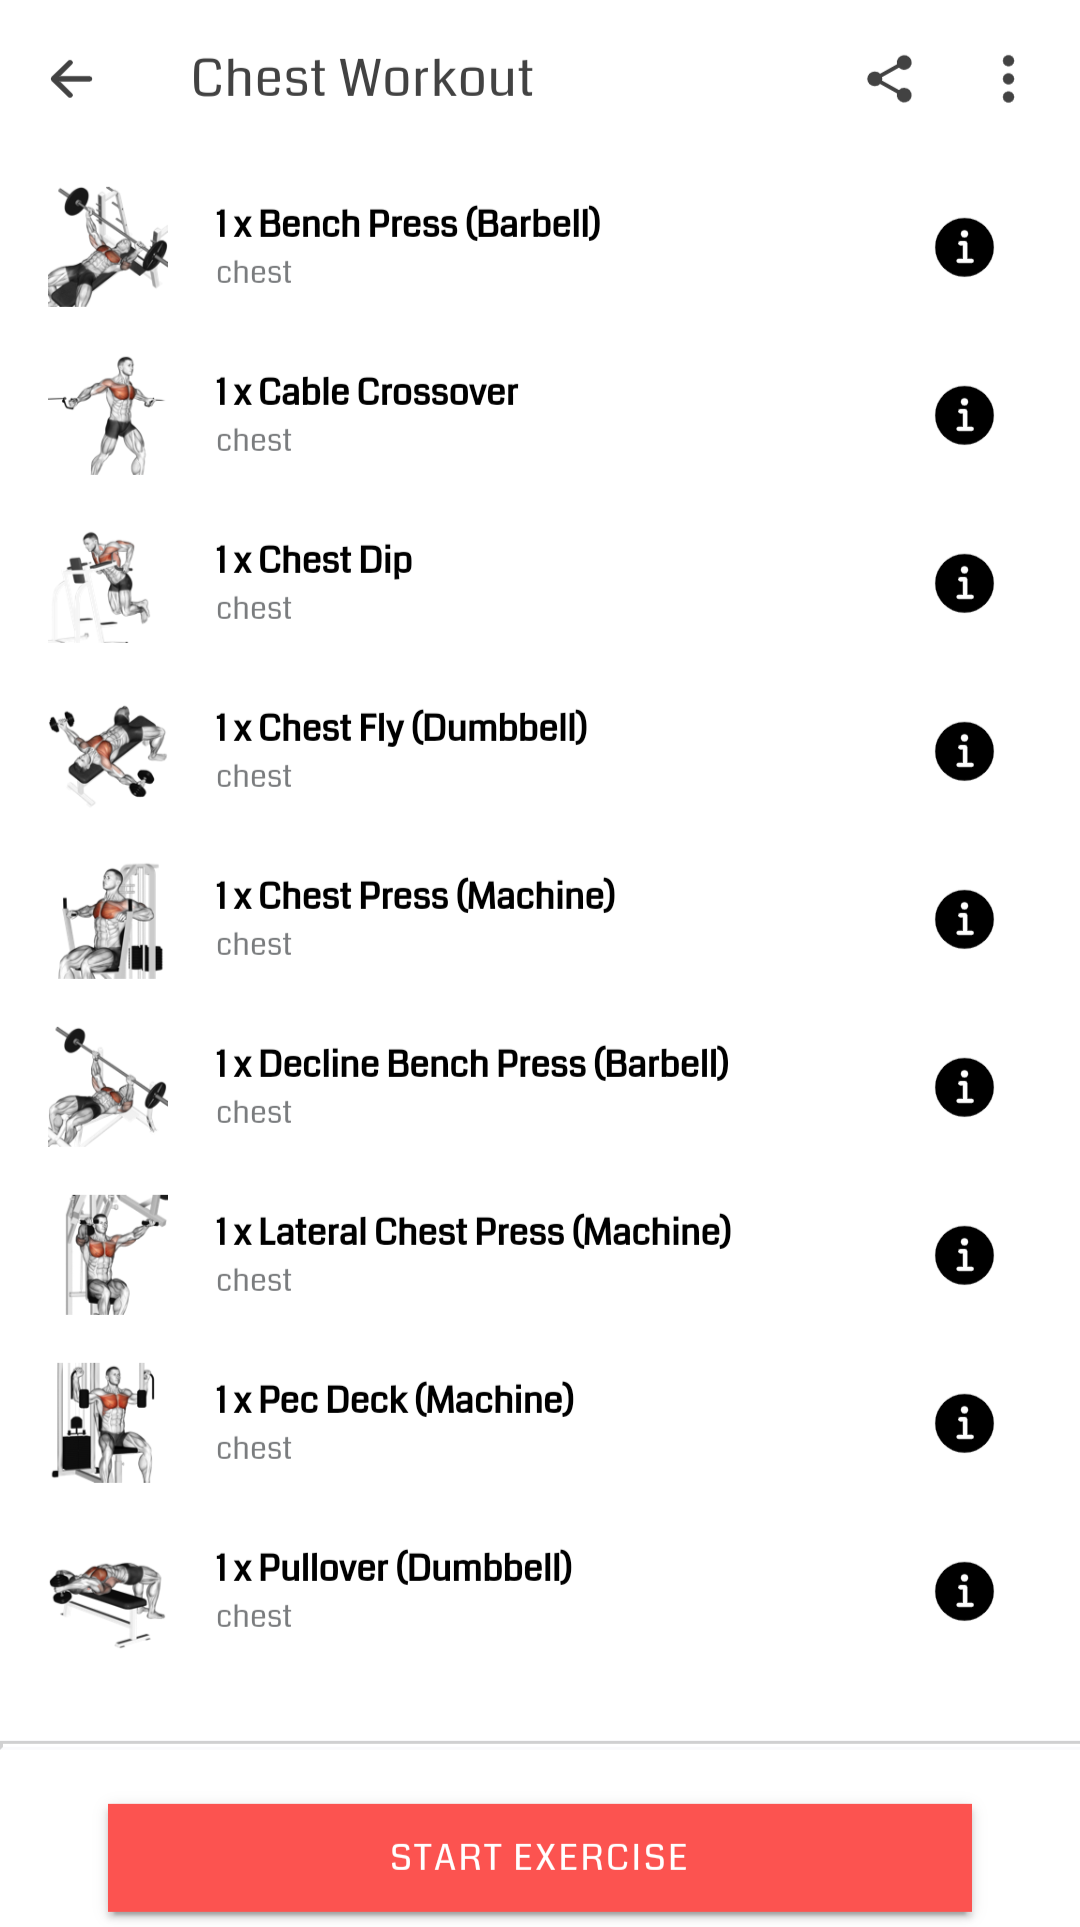 Chest Workout
1 x Bench Press (Barbell)
chest
1 x Cable Crossover
chest
1 x Chest Dip
chest
1 x Chest Fly (Dumbbell)
chest
1 x Chest Press (Machine)
chest
1 x Decline Bench Press (Barbell)
chest
1 x Lateral Chest Press (Machine)
chest
1 x Pec Deck (Machine)
chest
1 x Pullover (Dumbbell)
chest
START EXERCISE